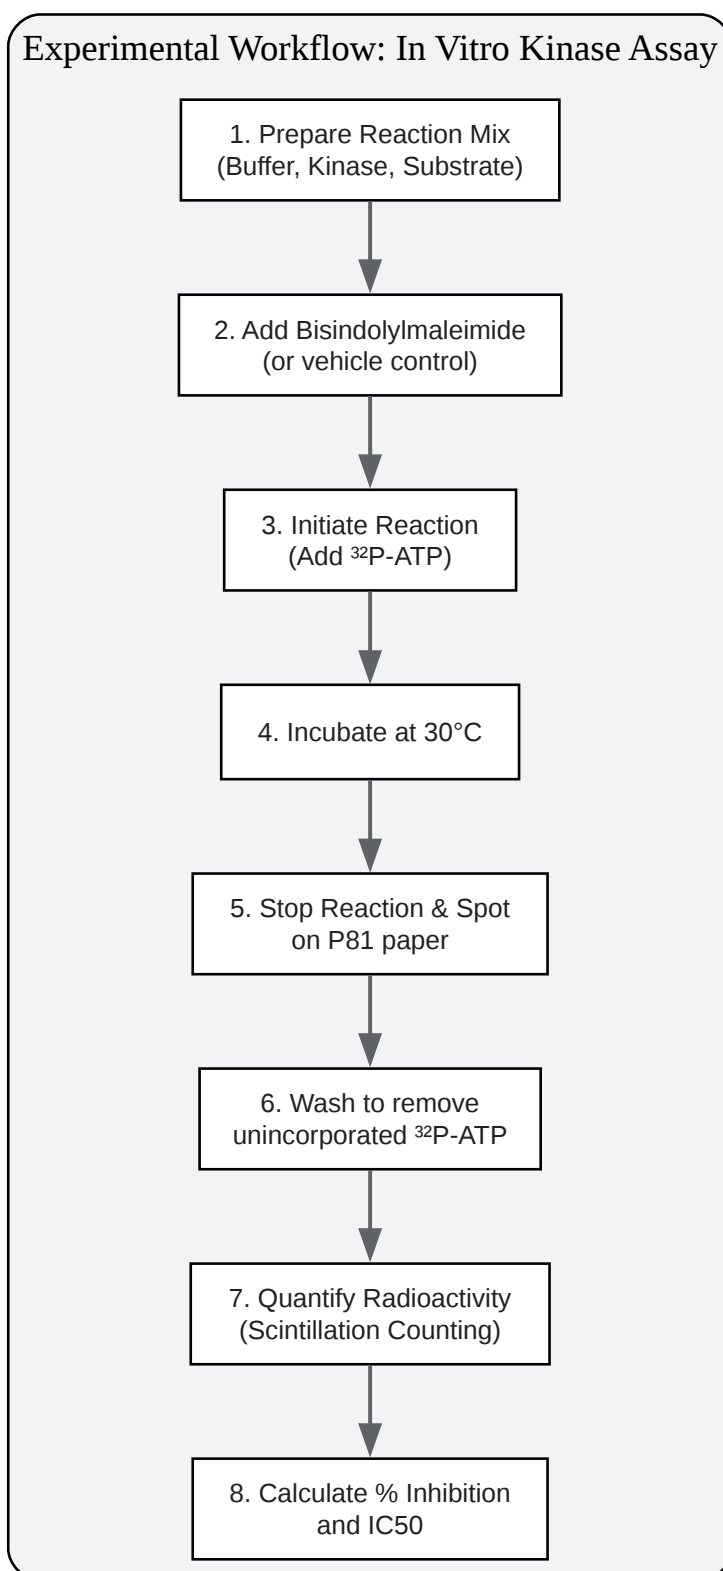 Experimental Workflow: In Vitro Kinase Assay
1. Prepare Reaction Mix
(Buffer, Kinase, Substrate)
2. Add Bisindolylmaleimide
(or vehicle control)
3. Initiate Reaction
(Add ³²P-ATP)
4. Incubate at 30°C
5. Stop Reaction & Spot
on P81 paper
6. Wash to remove
unincorporated ³²P-ATP
7. Quantify Radioactivity
(Scintillation Counting)
8. Calculate % Inhibition
and IC50